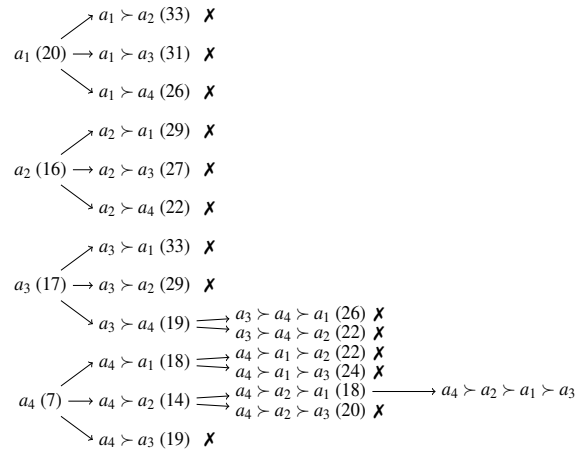 a₁ ≻ a₂ (33) ✗
a₁ (20) a₁ ≻ a₃ (31) ✗
a₁ ≻ a₄ (26) ✗
a₂ ≻ a₁ (29) ✗
a₂ (16) a₂ ≻ a₃ (27) ✗
a₂ ≻ a₄ (22) ✗
a₃ ≻ a₁ (33) ✗
a₃ (17) a₃ ≻ a₂ (29) ✗
a₃ ≻ a₄ (19)
a₃ ≻ a₄ ≻ a₁ (26) ✗
a₃ ≻ a₄ ≻ a₂ (22) ✗
a₄ ≻ a₁ (18)
a₄ ≻ a₁ ≻ a₂ (22) ✗
a₄ ≻ a₁ ≻ a₃ (24) ✗
a₄ (7) a₄ ≻ a₂ (14)
a₄ ≻ a₂ ≻ a₁ (18) a₄ ≻ a₂ ≻ a₁ ≻ a₃
a₄ ≻ a₂ ≻ a₃ (20) ✗
a₄ ≻ a₃ (19) ✗